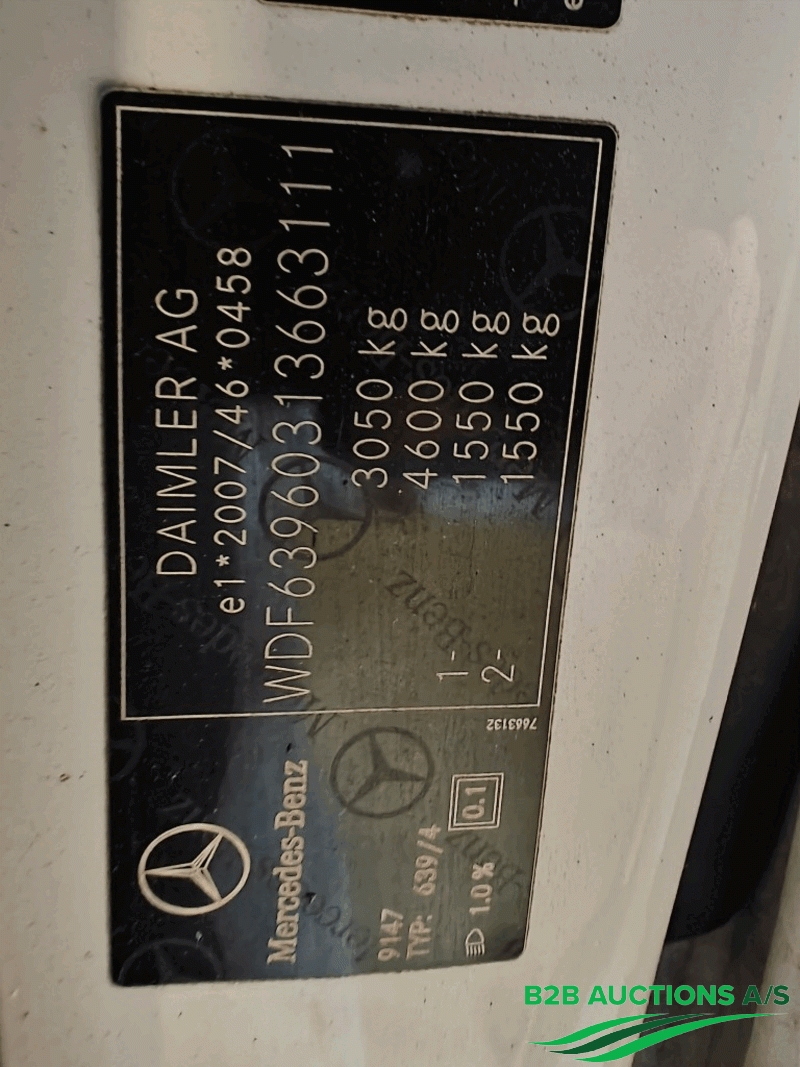 DAIMLER AG
e1*2007/46*0458
WDF63960313663111
3050 kg
4600 kg
1- 1550 kg
2- 1550 kg
7663132
Mercedes-Benz
9147
TYP: 639/4
1.0% 0.1
B2B AUCTIONS A/S